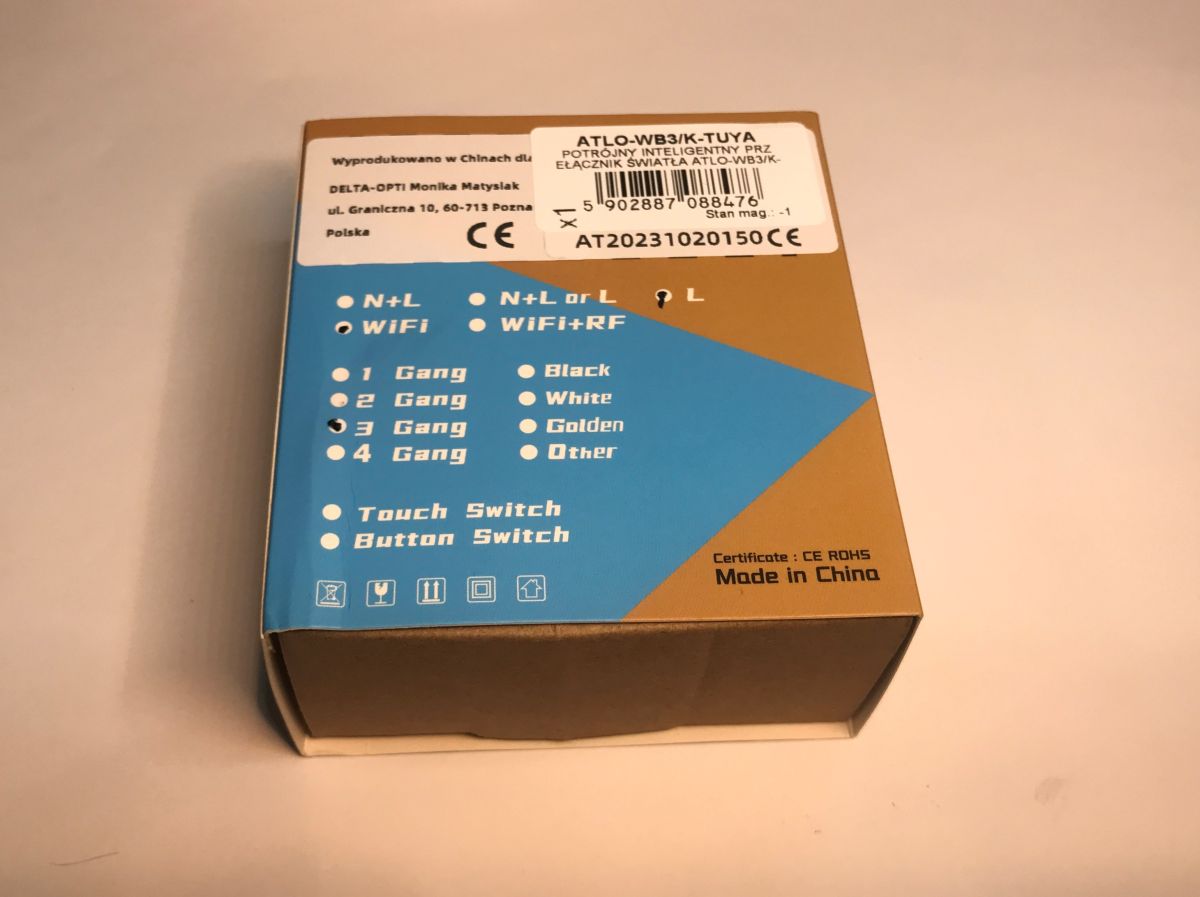 Wyprodukowano w Chinach dla
DELTA-OPTI Monika Matysiak
ul. Graniczna 10, 60-713 Pozna
Polska
CE
ATLO-WB3/K-TUYA
POTRÓJNY INTELIGENTNY PRZ
EŁĄCZNIK ŚWIATŁA ATLO-WB3/K-
x1
5 902887 088476
Stan mag.: -1
AT20231020150 CE
N+L N+L or L L
WiFi WiFi+RF
1 Gang Black
2 Gang White
3 Gang Golden
4 Gang Other
Touch Switch
Button Switch
Certificate : CE ROHS
Made in China